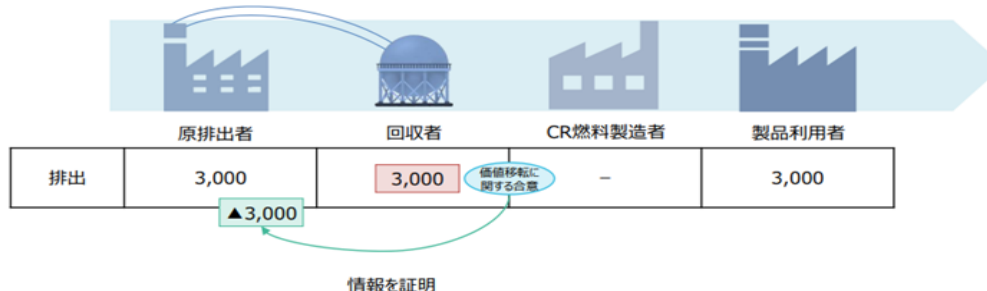 原排出者
回収者
CR燃料製造者
製品利用者
排出
3,000
3,000
価値移転に
関する合意
–
3,000
▲3,000
情報を証明